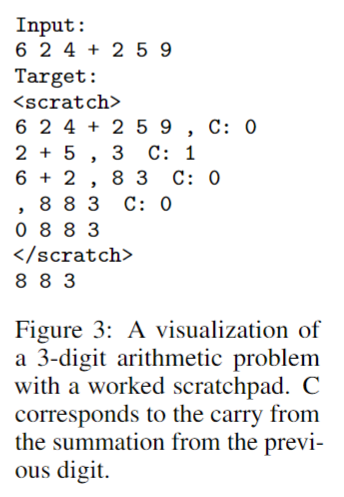 Input:
6 2 4 + 2 5 9
Target:
<scratch>
6 2 4 + 2 5 9 , C: 0
2 + 5 , 3 C: 1
6 + 2 , 8 3 C: 0
, 8 8 3 C: 0
0 8 8 3
</scratch>
8 8 3
Figure 3: A visualization of
a 3-digit arithmetic problem
with a worked scratchpad. C
corresponds to the carry from
the summation from the previ-
ous digit.